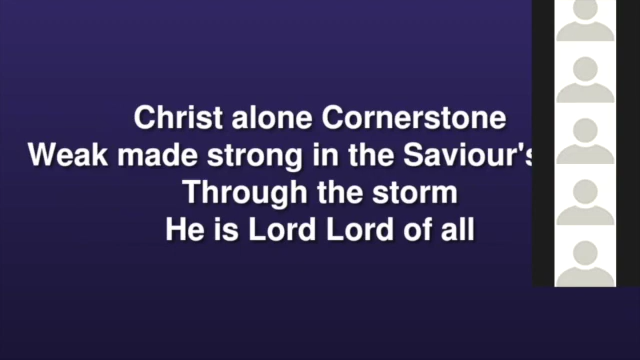 Christ alone Cornerstone
Weak made strong in the Saviour's
Through the storm
He is Lord Lord of all